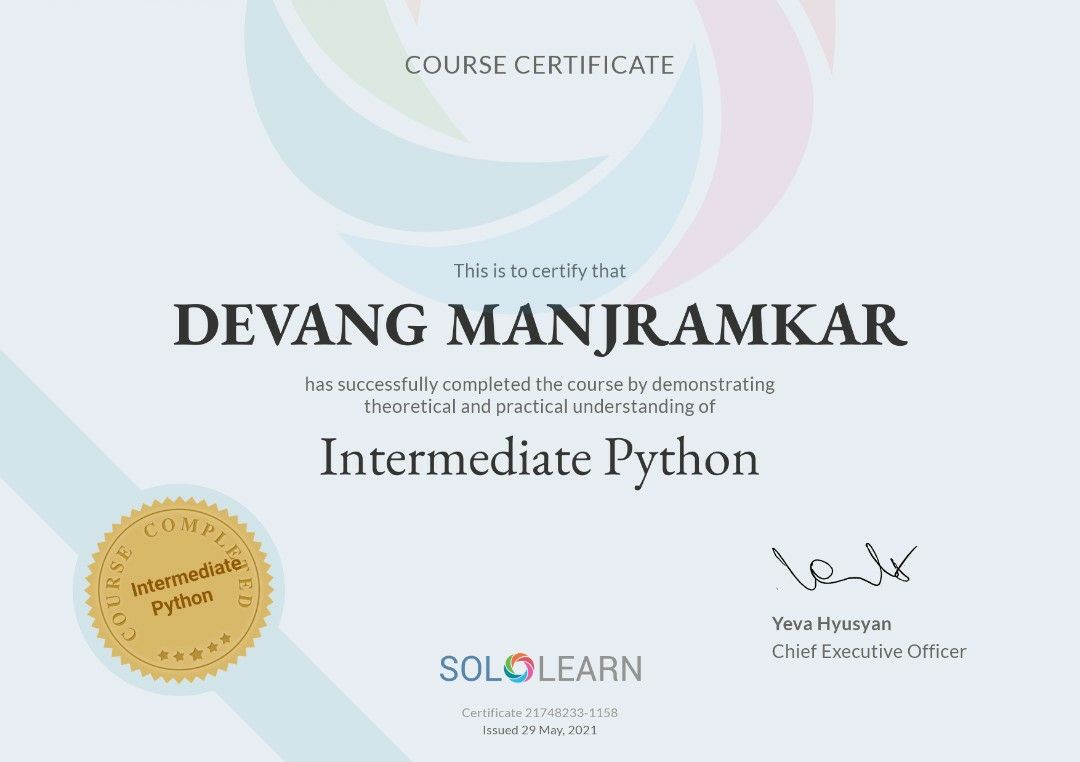 COURSE CERTIFICATE
This is to certify that
DEVANG MANJRAMKAR
has successfully completed the course by demonstrating
theoretical and practical understanding of
Intermediate Python
COURSE COMPLETED
Intermediate
Python
Yeva Hyusyan
Chief Executive Officer
SOLOLEARN
Certificate 21748233-1158
Issued 29 May, 2021